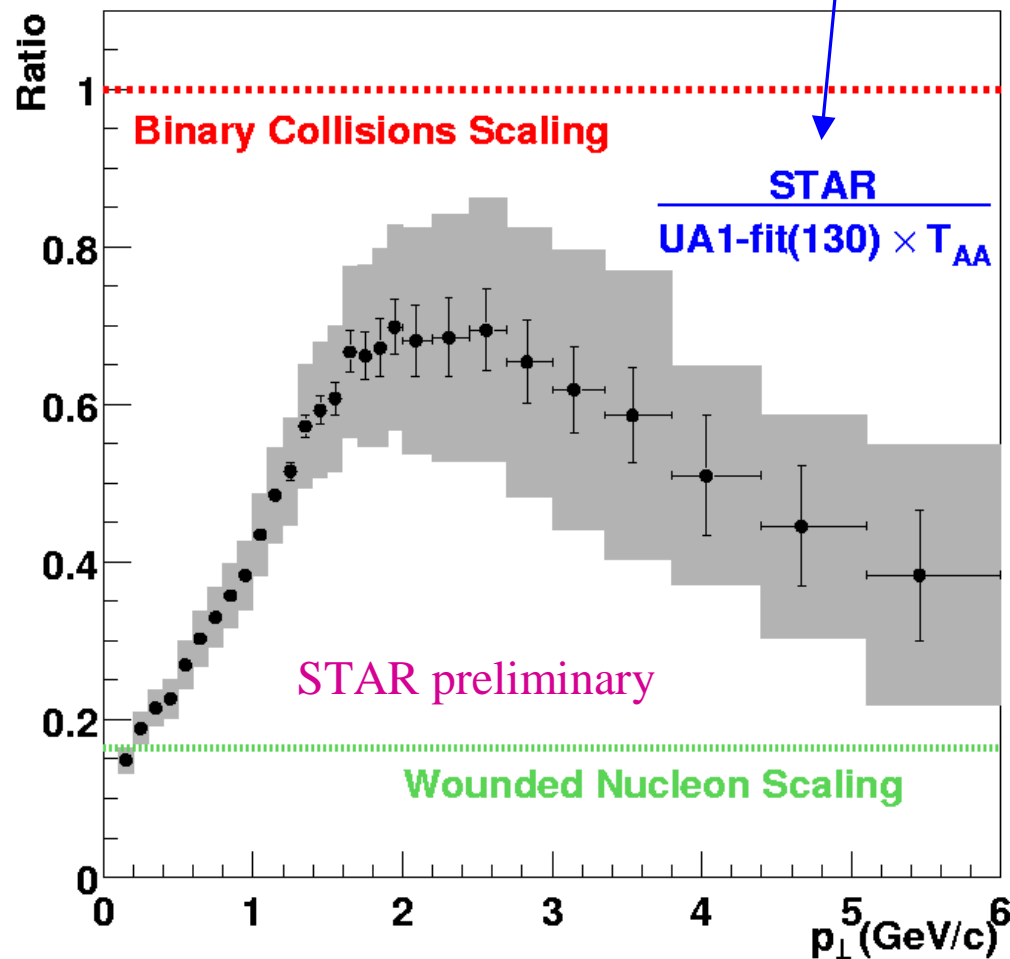 Ratio
1
Binary Collisions Scaling
STAR
UA1-fit(130) × T_AA
0.8
0.6
0.4
STAR preliminary
0.2
Wounded Nucleon Scaling
0
0 1 2 3 4 5 6
p⊥(GeV/c)